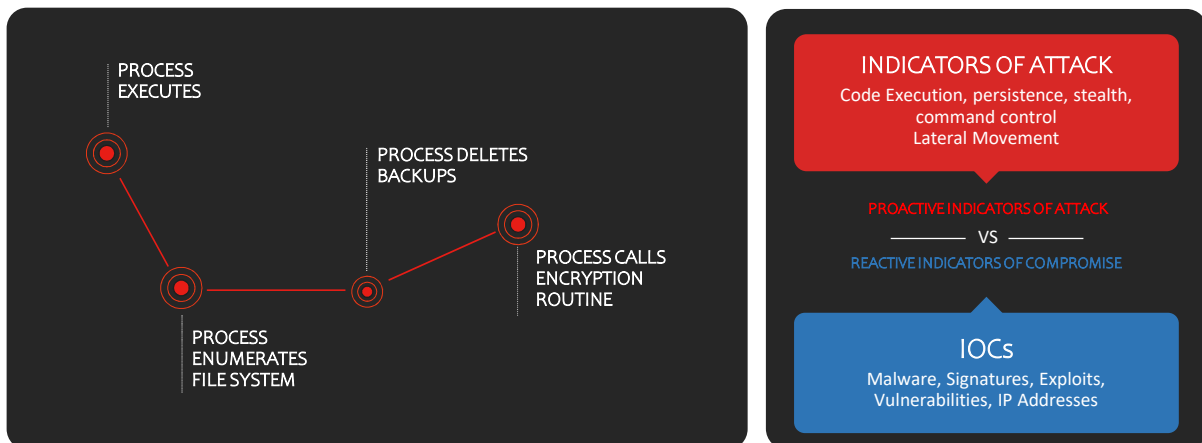 PROCESS
EXECUTES
PROCESS
ENUMERATES
FILE SYSTEM
PROCESS DELETES
BACKUPS
PROCESS CALLS
ENCRYPTION
ROUTINE
INDICATORS OF ATTACK
Code Execution, persistence, stealth,
command control
Lateral Movement
PROACTIVE INDICATORS OF ATTACK
VS
REACTIVE INDICATORS OF COMPROMISE
IOCs
Malware, Signatures, Exploits,
Vulnerabilities, IP Addresses